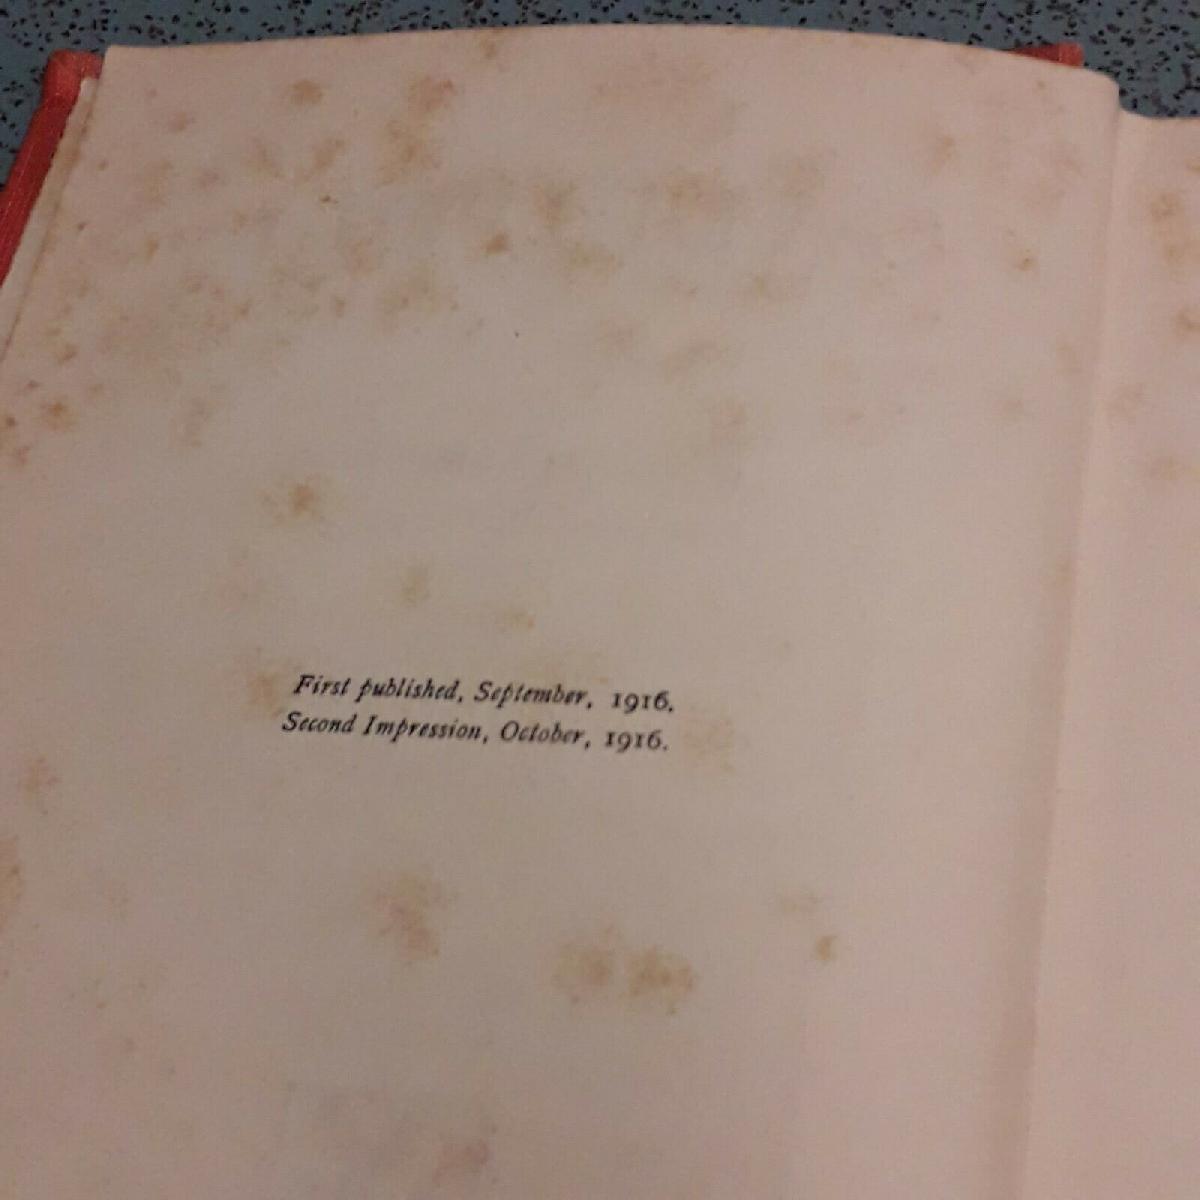 First published, September, 1916.
Second Impression, October, 1916.